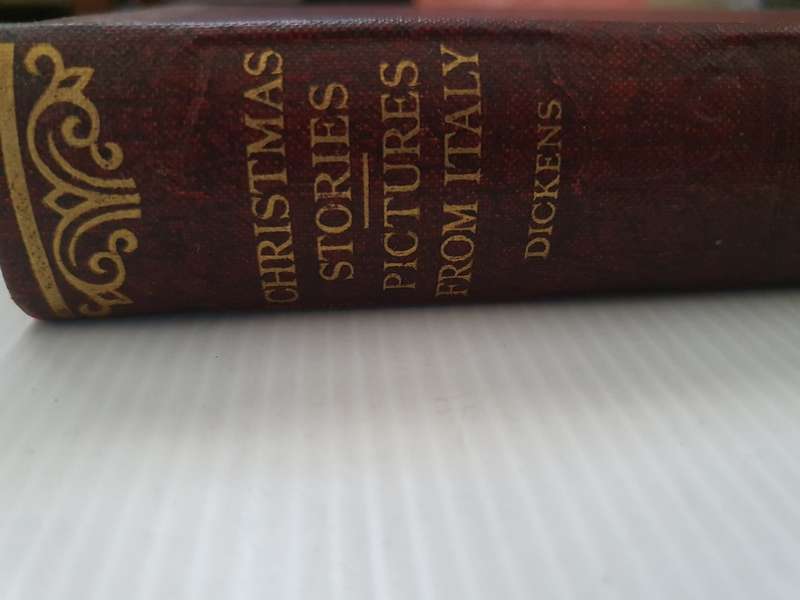 CHRISTMAS
STORIES
PICTURES
FROM ITALY
DICKENS